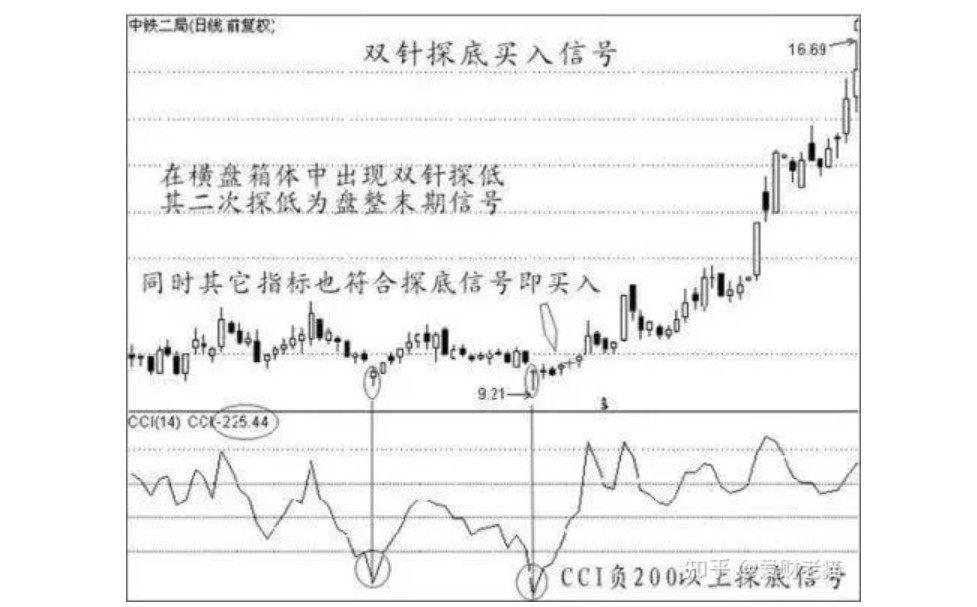 中铁二局(日线.前复权)
双针探底买入信号
16.69
在横盘箱体中出现双针探低
其二次探低为盘整末期信号
同时其它指标也符合探底信号即买入
9.21
CCI(14) CCI:-225.44
知乎
CCI负200以上探底信号